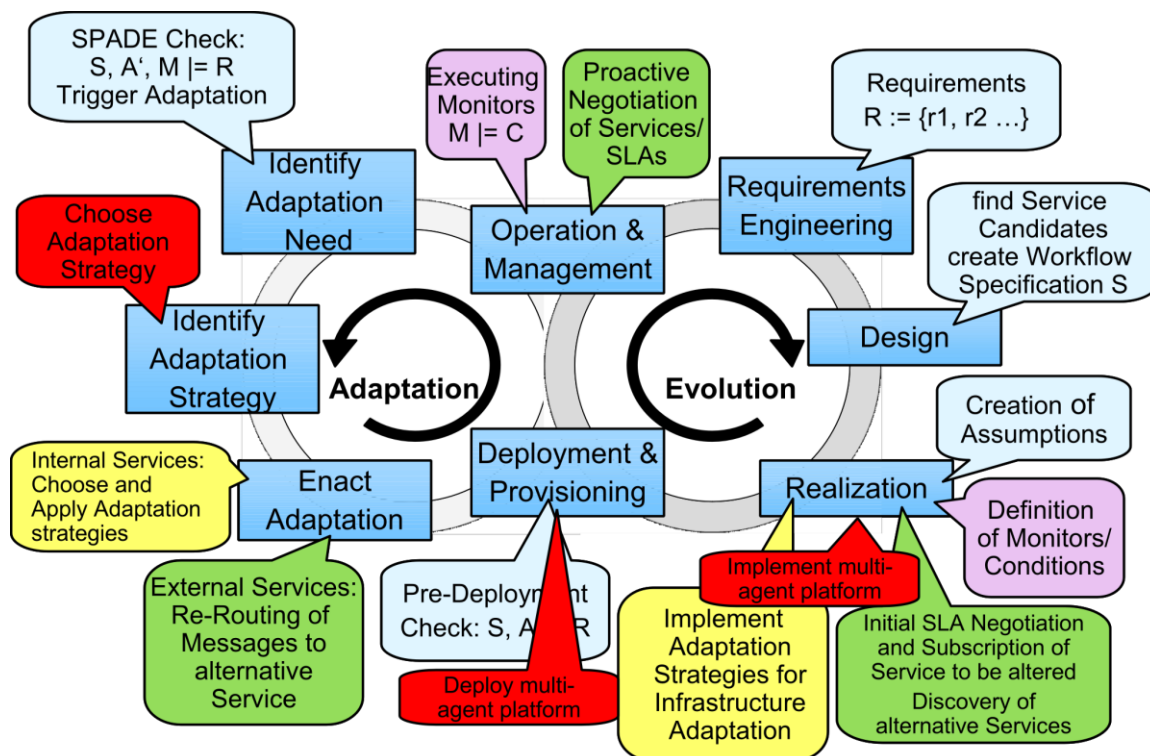 SPADE Check:
S, A‘, M |= R
Trigger Adaptation
Executing
Monitors
M |= C
Proactive
Negotiation
of Services/
SLAs
Requirements
R := {r1, r2 …}
Identify
Adaptation
Need
Operation &
Management
Requirements
Engineering
Choose
Adaptation
Strategy
find Service
Candidates
create Workflow
Specification S
Identify
Adaptation
Strategy
Adaptation
Evolution
Design
Creation of
Assumptions
Internal Services:
Choose and
Apply Adaptation
strategies
Enact
Adaptation
Deployment &
Provisioning
Realization
Definition
of Monitors/
Conditions
External Services:
Re-Routing of
Messages to
alternative
Service
Pre-Deployment
Check: S, A R
Deploy multi-
agent platform
Implement multi-
agent platform
Implement
Adaptation
Strategies for
Infrastructure
Adaptation
Initial SLA Negotiation
and Subscription of
Service to be altered
Discovery of
alternative Services